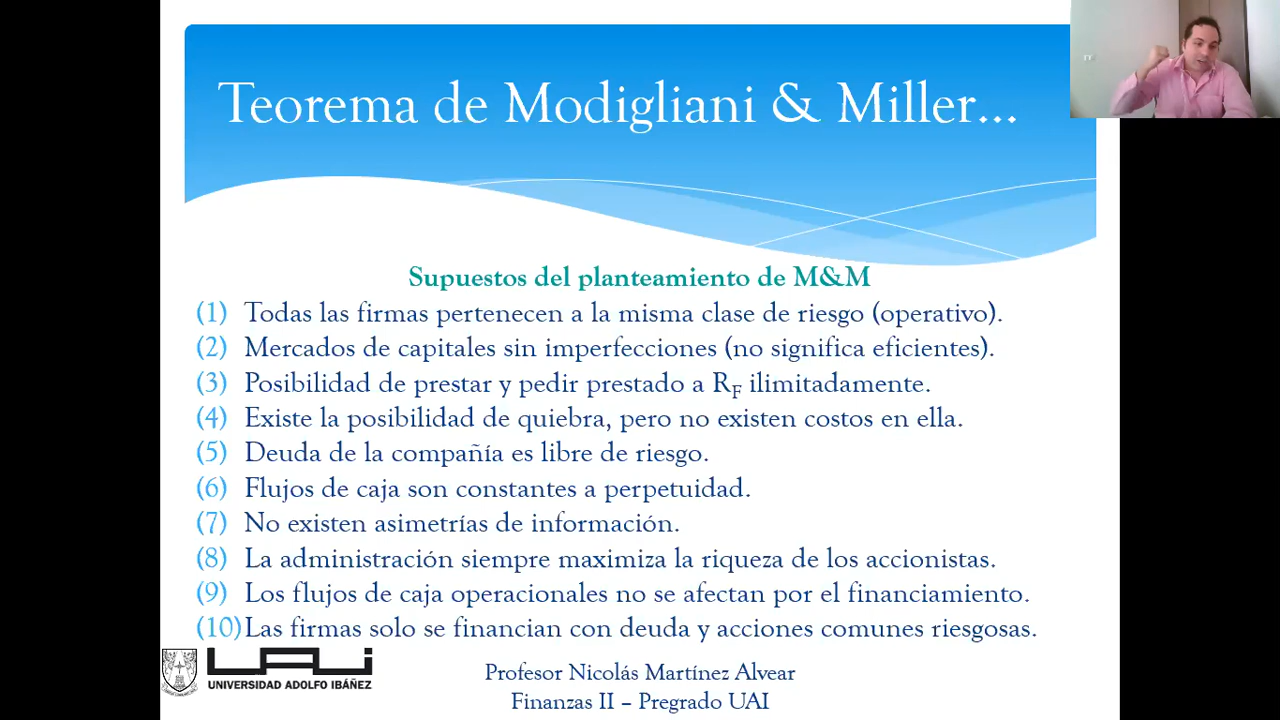 Teorema de Modigliani & Miller...
Supuestos del planteamiento de M&M
(1) Todas las firmas pertenecen a la misma clase de riesgo (operativo).
(2) Mercados de capitales sin imperfecciones (no significa eficientes).
(3) Posibilidad de prestar y pedir prestado a RF ilimitadamente.
(4) Existe la posibilidad de quiebra, pero no existen costos en ella.
(5) Deuda de la compañía es libre de riesgo.
(6) Flujos de caja son constantes a perpetuidad.
(7) No existen asimetrías de información.
(8) La administración siempre maximiza la riqueza de los accionistas.
(9) Los flujos de caja operacionales no se afectan por el financiamiento.
(10) Las firmas solo se financian con deuda y acciones comunes riesgosas.
UAI
UNIVERSIDAD ADOLFO IBÁÑEZ
Profesor Nicolás Martínez Alvear
Finanzas II – Pregrado UAI